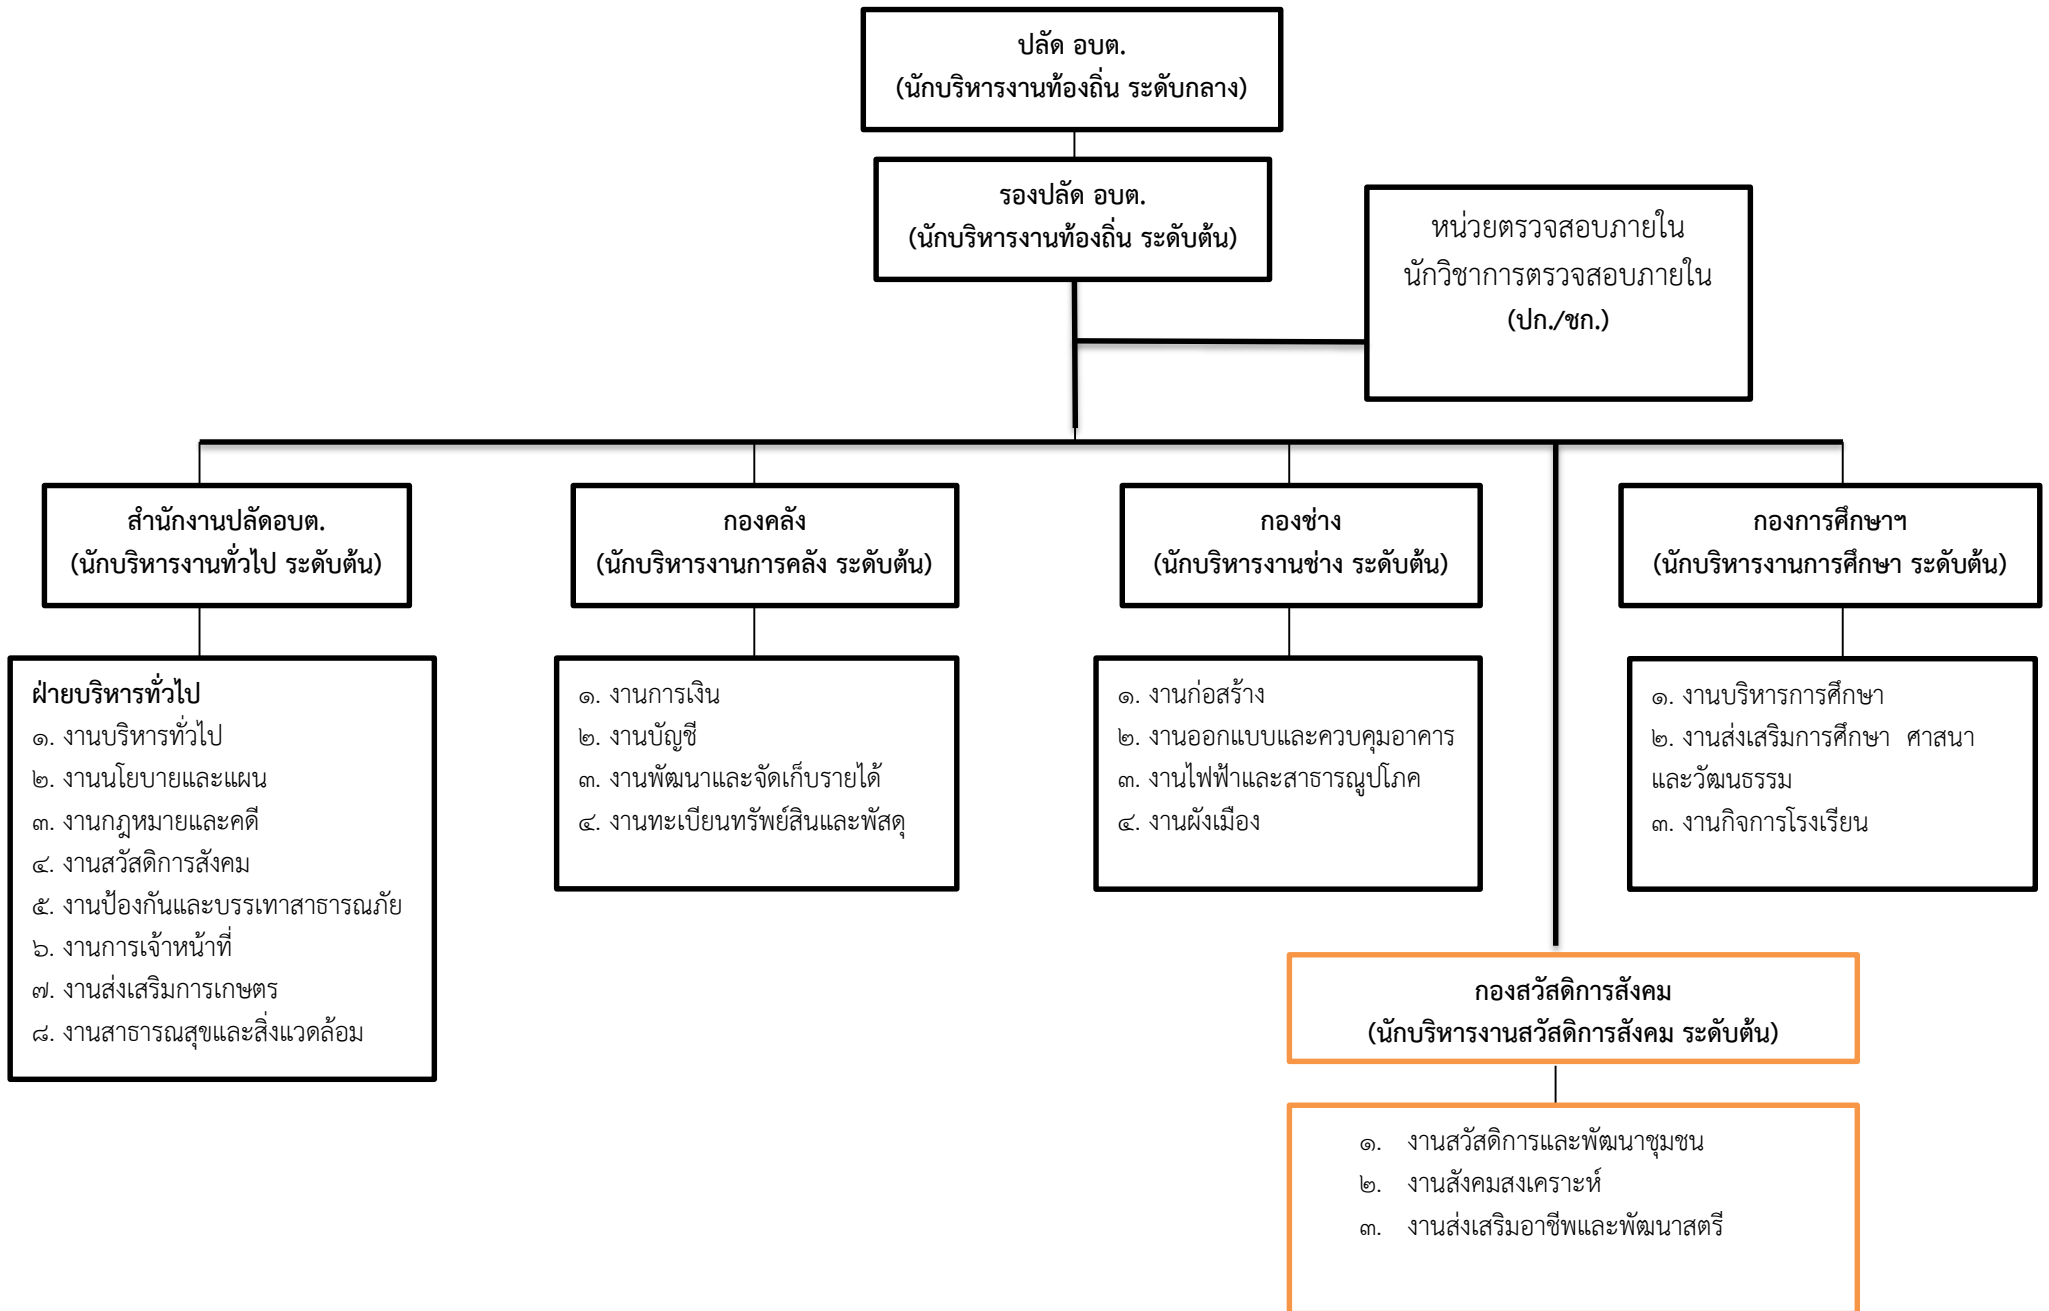 ปลัด อบต.
(นักบริหารงานท้องถิ่น ระดับกลาง)
รองปลัด อบต.
(นักบริหารงานท้องถิ่น ระดับต้น)
หน่วยตรวจสอบภายใน
นักวิชาการตรวจสอบภายใน
(ปก./ชก.)
สำนักงานปลัดอบต.
(นักบริหารงานทั่วไป ระดับต้น)
กองคลัง
(นักบริหารงานการคลัง ระดับต้น)
กองช่าง
(นักบริหารงานช่าง ระดับต้น)
กองการศึกษาฯ
(นักบริหารงานการศึกษา ระดับต้น)
ฝ่ายบริหารทั่วไป
๑. งานบริหารทั่วไป
๒. งานนโยบายและแผน
๓. งานกฎหมายและคดี
๔. งานสวัสดิการสังคม
๕. งานป้องกันและบรรเทาสาธารณภัย
๖. งานการเจ้าหน้าที่
๗. งานส่งเสริมการเกษตร
๘. งานสาธารณสุขและสิ่งแวดล้อม
๑. งานการเงิน
๒. งานบัญชี
๓. งานพัฒนาและจัดเก็บรายได้
๔. งานทะเบียนทรัพย์สินและพัสดุ
๑. งานก่อสร้าง
๒. งานออกแบบและควบคุมอาคาร
๓. งานไฟฟ้าและสาธารณูปโภค
๔. งานผังเมือง
๑. งานบริหารการศึกษา
๒. งานส่งเสริมการศึกษา ศาสนา
และวัฒนธรรม
๓. งานกิจการโรงเรียน
กองสวัสดิการสังคม
(นักบริหารงานสวัสดิการสังคม ระดับต้น)
๑. งานสวัสดิการและพัฒนาชุมชน
๒. งานสังคมสงเคราะห์
๓. งานส่งเสริมอาชีพและพัฒนาสตรี